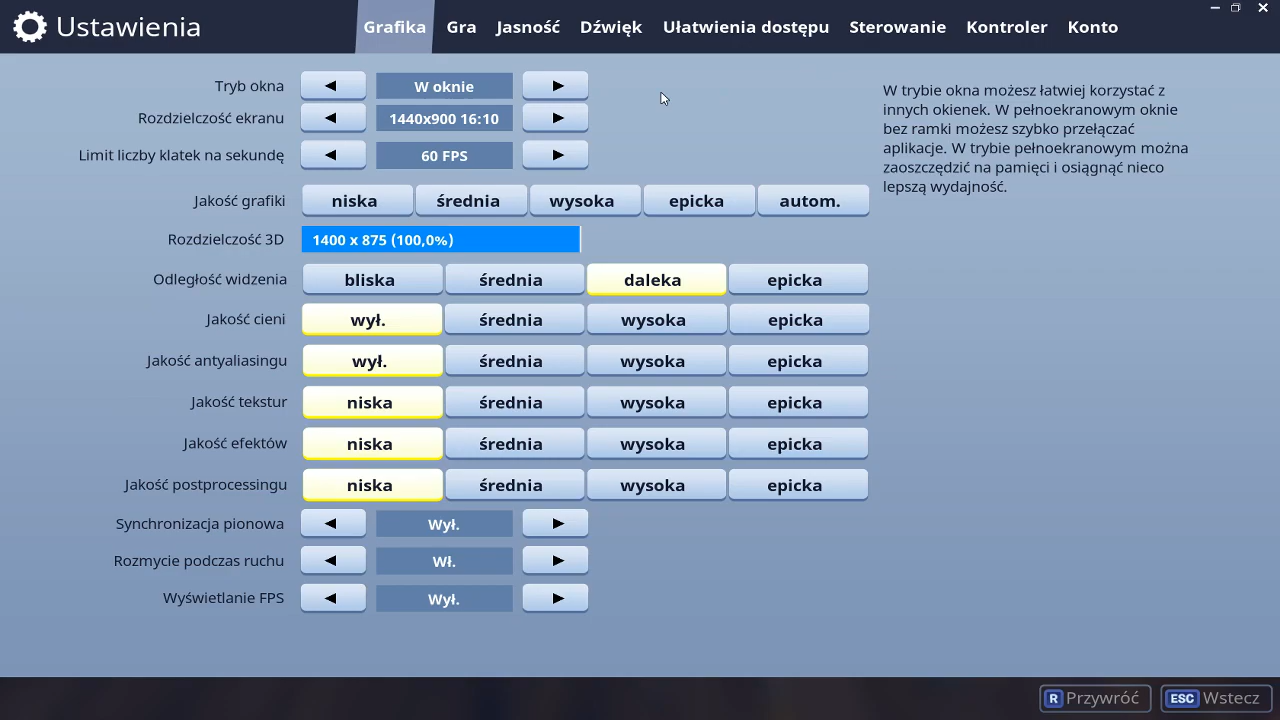 Ustawienia
Grafika Gra Jasność Dźwięk Ułatwienia dostępu Sterowanie Kontroler Konto
Tryb okna ◄ W oknie ►
Rozdzielczość ekranu ◄ 1440x900 16:10 ►
Limit liczby klatek na sekundę ◄ 60 FPS ►
Jakość grafiki niska średnia wysoka epicka autom.
Rozdzielczość 3D 1400 x 875 (100,0%)
Odległość widzenia bliska średnia daleka epicka
Jakość cieni wył. średnia wysoka epicka
Jakość antyaliasingu wył. średnia wysoka epicka
Jakość tekstur niska średnia wysoka epicka
Jakość efektów niska średnia wysoka epicka
Jakość postprocessingu niska średnia wysoka epicka
Synchronizacja pionowa ◄ Wył. ►
Rozmycie podczas ruchu ◄ Wł. ►
Wyświetlanie FPS ◄ Wył. ►
W trybie okna możesz łatwiej korzystać z
innych okienek. W pełnoekranowym oknie
bez ramki możesz szybko przełączać
aplikacje. W trybie pełnoekranowym można
zaoszczędzić na pamięci i osiągnąć nieco
lepszą wydajność.
R Przywróć ESC Wstecz